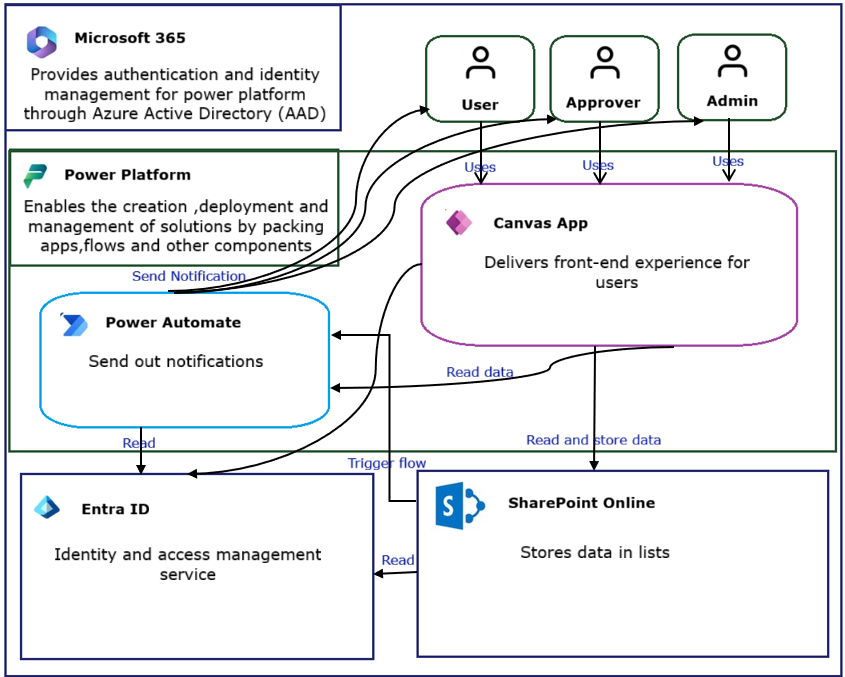 Microsoft 365
Provides authentication and identity
management for power platform
through Azure Active Directory (AAD)
User
Approver
Admin
Uses
Uses
Uses
Power Platform
Enables the creation ,deployment and
management of solutions by packing
apps,flows and other components
Canvas App
Delivers front-end experience for
users
Send Notification
Power Automate
Send out notifications
Read data
Read
Read and store data
Trigger flow
Entra ID
Identity and access management
service
S
SharePoint Online
Stores data in lists
Read